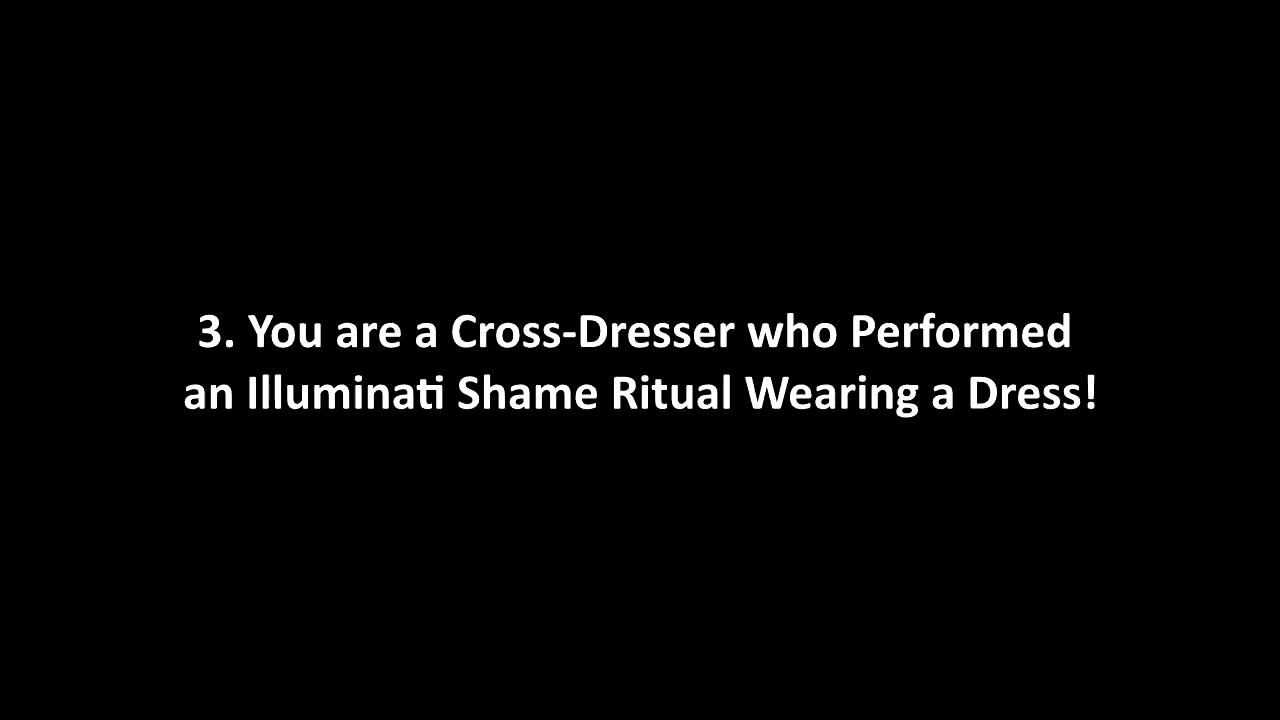 3. You are a Cross-Dresser who Performed
an Illuminati Shame Ritual Wearing a Dress!